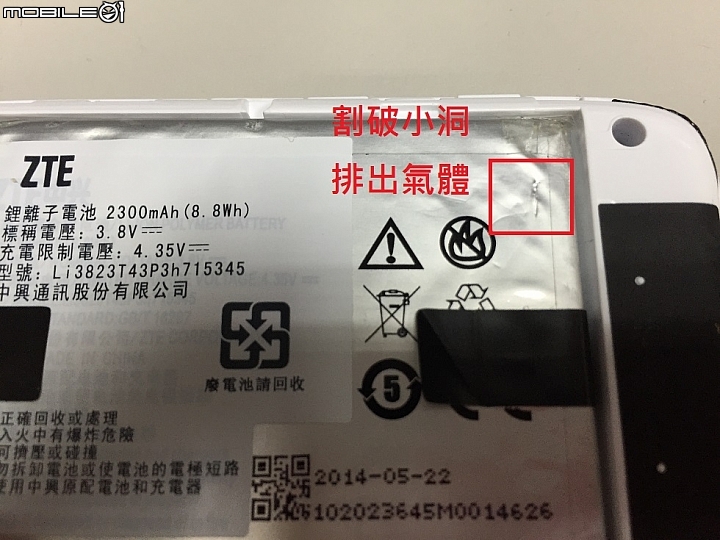 MOBILE01
割破小洞
排出氣體
ZTE
鋰離子電池 2300mAh(8.8Wh)
標稱電壓: 3.8V
POLYMER BATTERY
充電限制電壓: 4.35V
型號: Li3823T43P3h715345
中興通訊股份有限公司
廢電池請回收
5
正確回收或處理
入火中有爆炸危險
可擠壓或碰撞
勿拆卸電池或使電池的電極短路
使用中興原配電池和充電器
2014-05-22
102023645M0014626